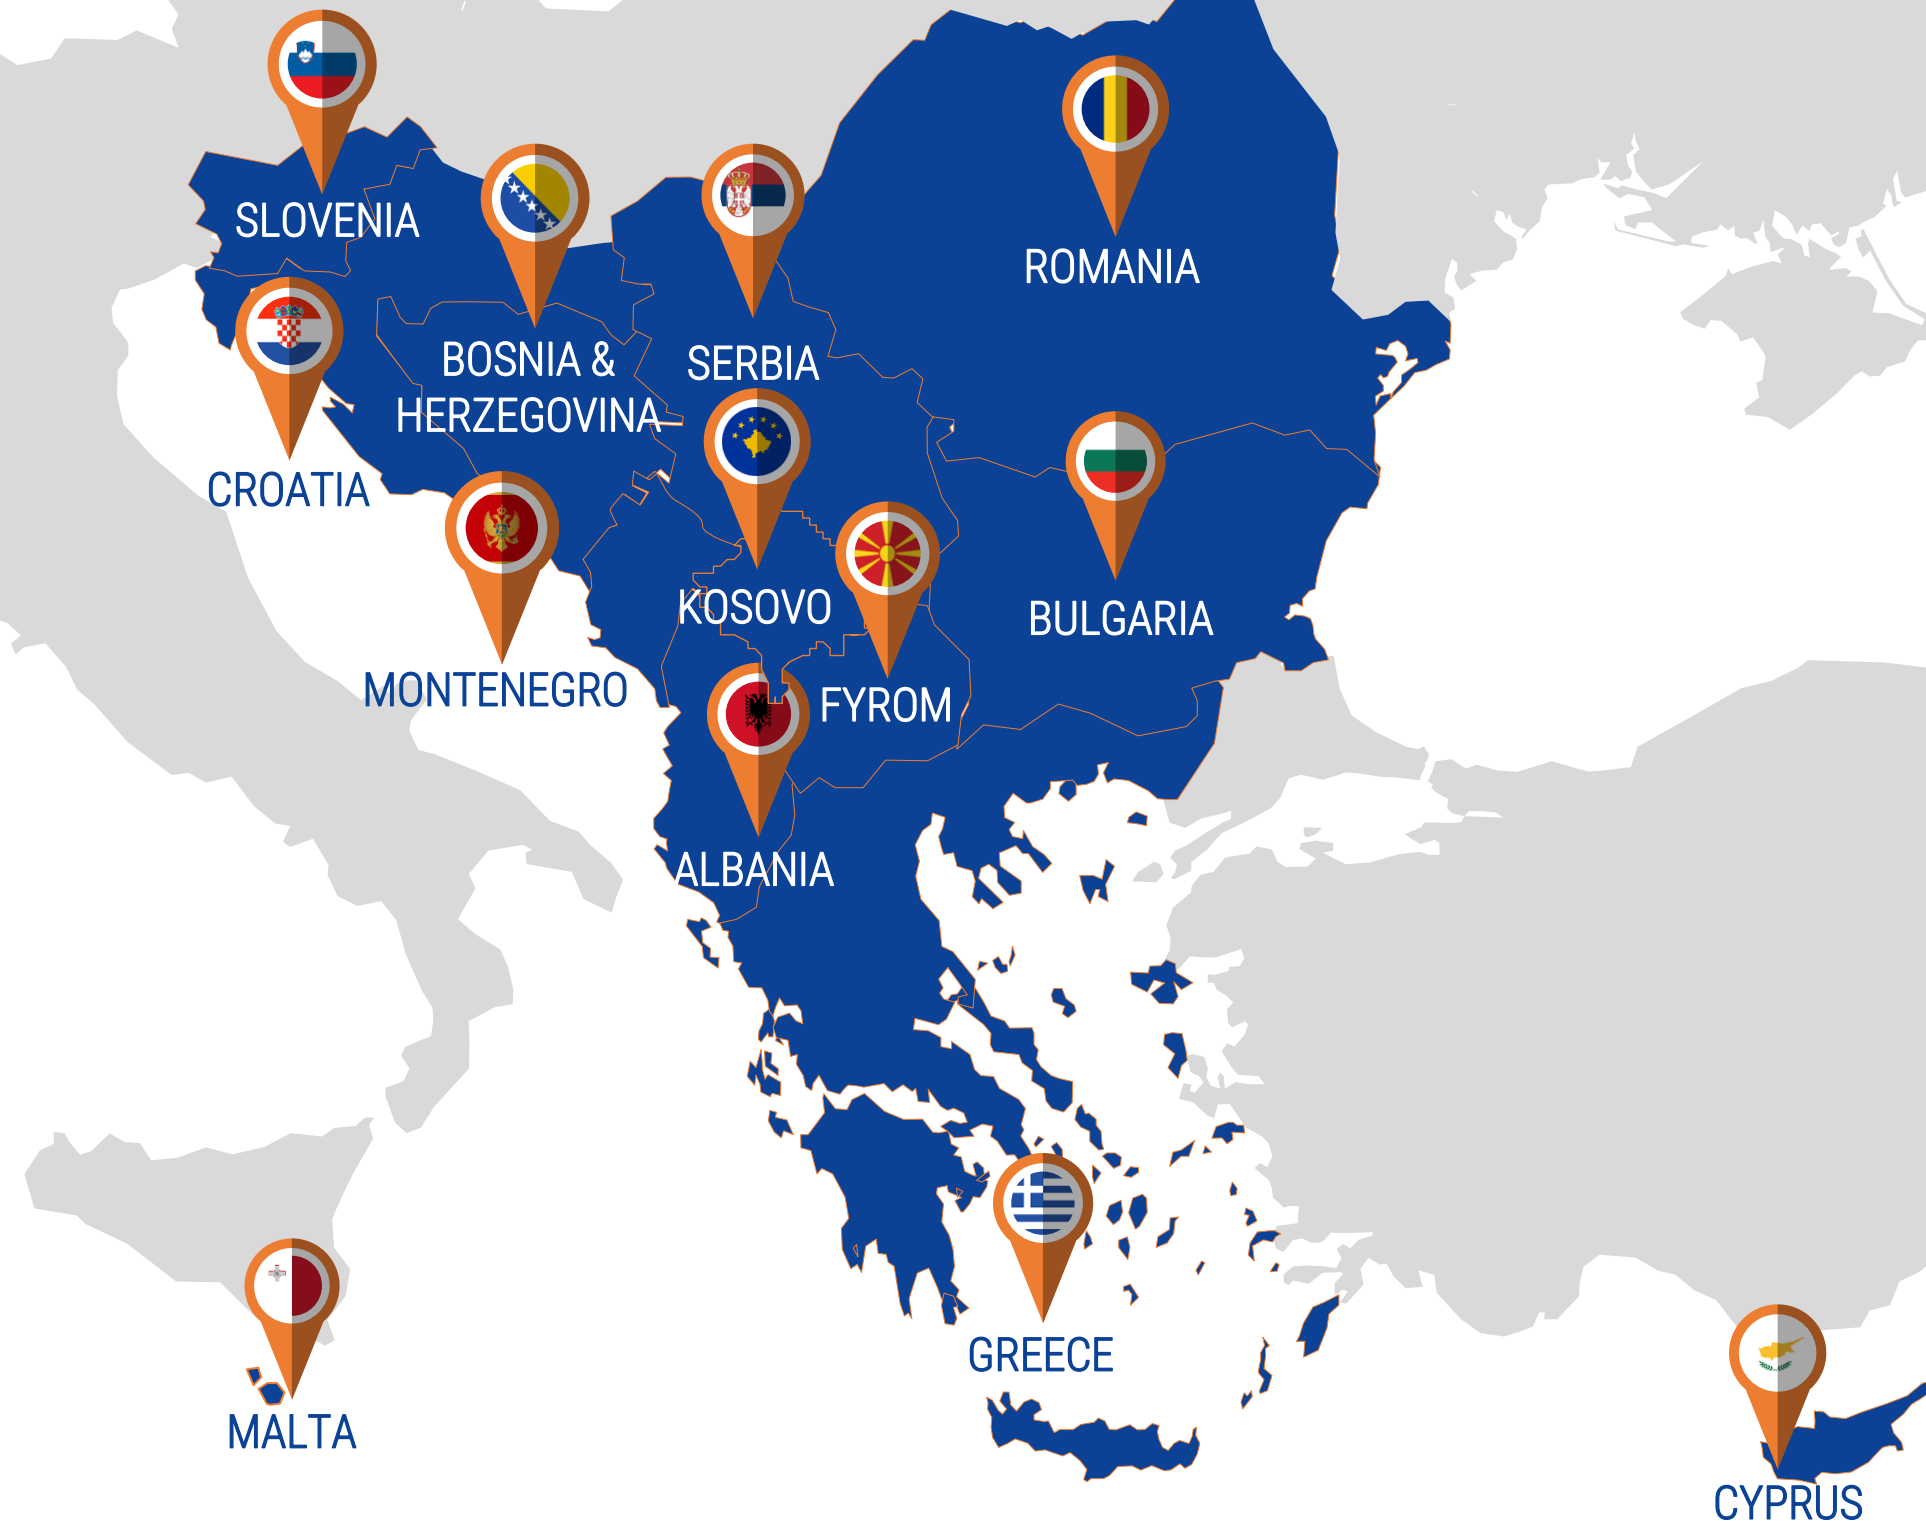 SLOVENIA
ROMANIA
BOSNIA &
HERZEGOVINA
SERBIA
CROATIA
KOSOVO
BULGARIA
MONTENEGRO
FYROM
ALBANIA
GREECE
MALTA
CYPRUS